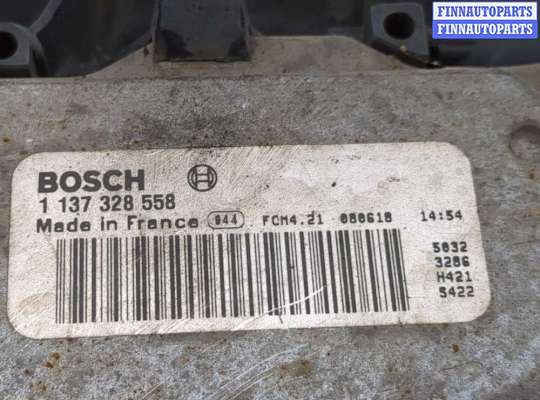 FINNAUTOPARTS
FINNAUTOPARTS
BOSCH
1 137 328 558
Made in France 944 FCM4.21 080618 14:54
5032
3286
H421
5422